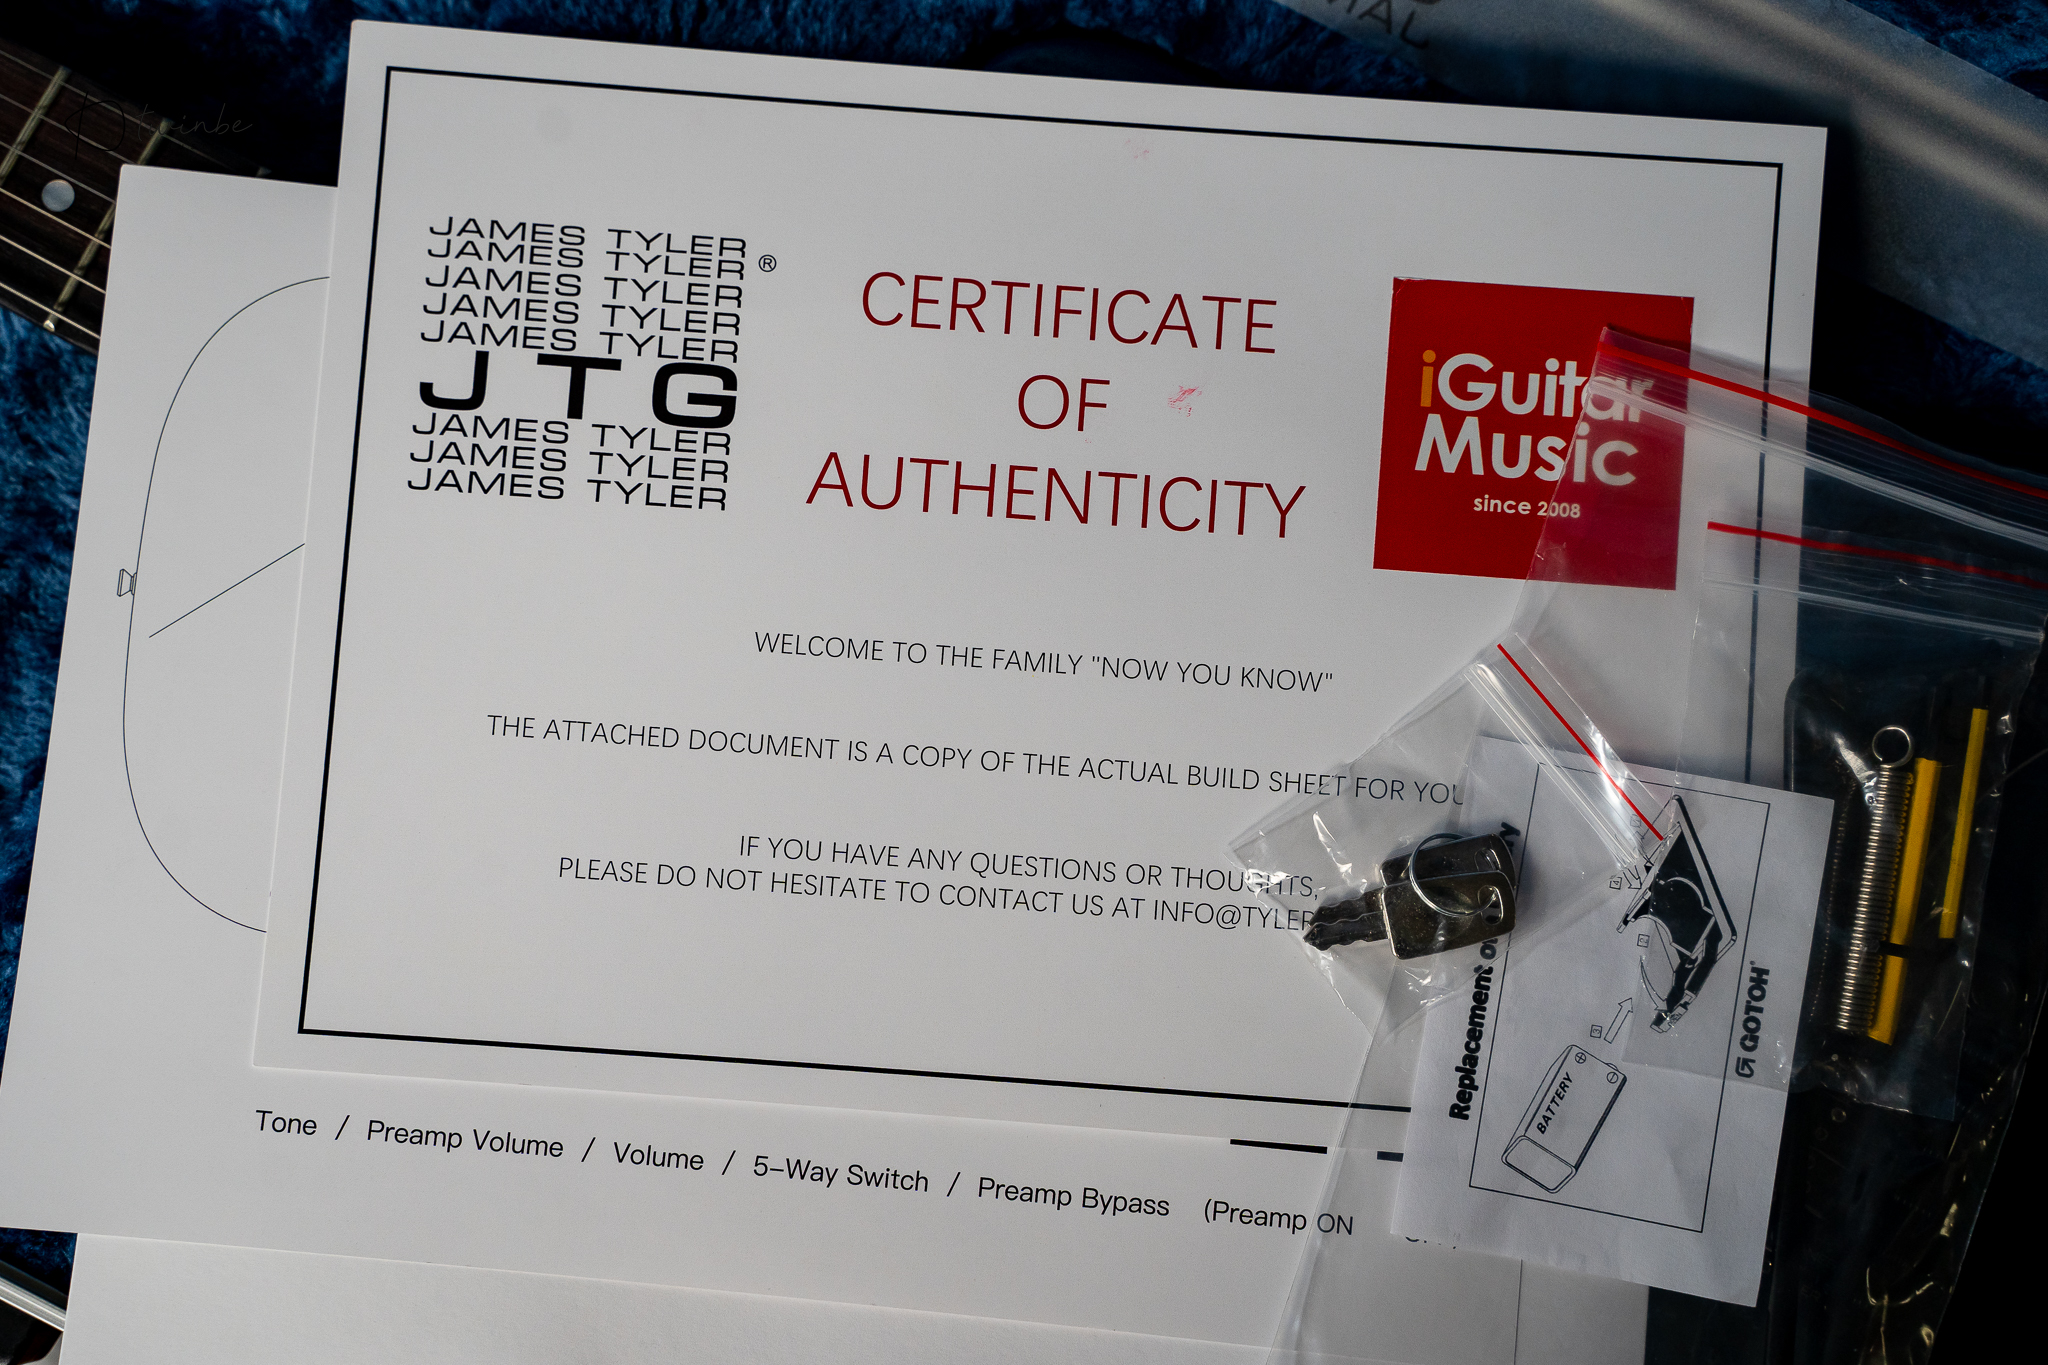 JAMES TYLER
JAMES TYLER ®
JAMES TYLER
JAMES TYLER
JAMES TYLER
JTG
JAMES TYLER
JAMES TYLER
JAMES TYLER
CERTIFICATE
OF
AUTHENTICITY
iGuitar
Music
since 2008
WELCOME TO THE FAMILY "NOW YOU KNOW"
THE ATTACHED DOCUMENT IS A COPY OF THE ACTUAL BUILD SHEET FOR YOU
IF YOU HAVE ANY QUESTIONS OR THOUGHTS,
PLEASE DO NOT HESITATE TO CONTACT US AT INFO@TYLER
Tone / Preamp Volume / Volume / 5-Way Switch / Preamp Bypass (Preamp ON
Replacement
BATTERY
GOTOH